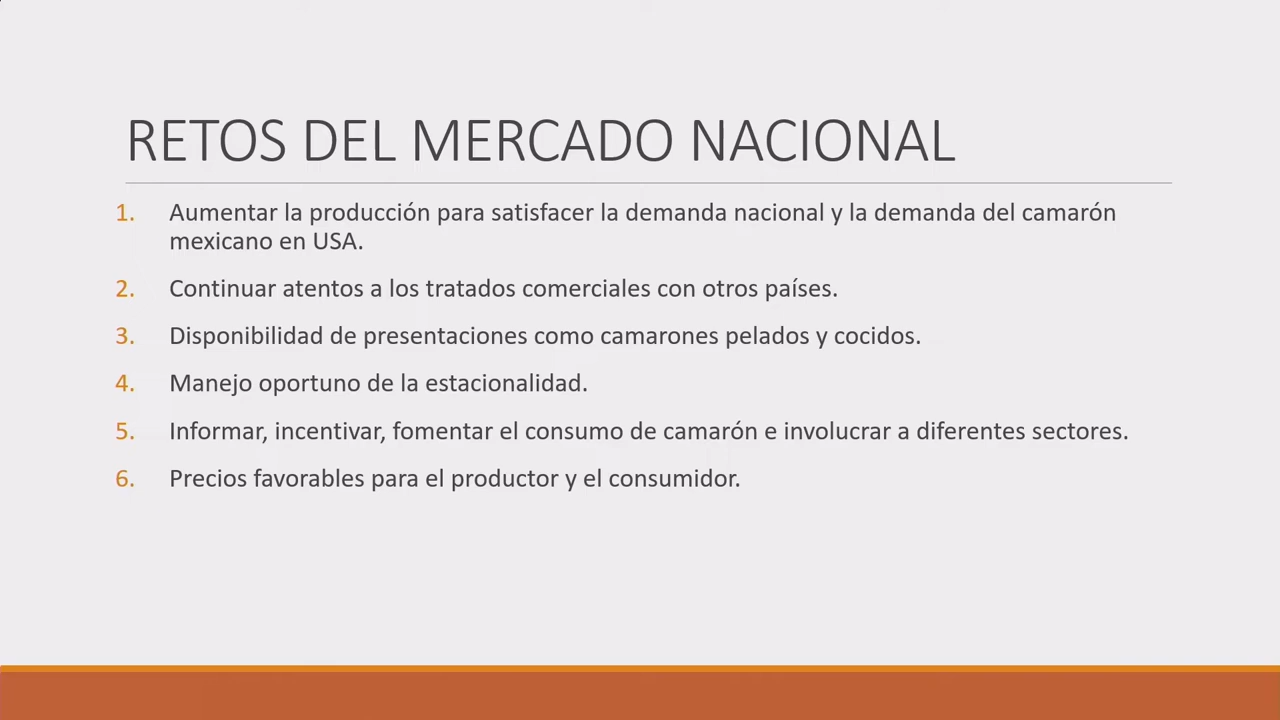 RETOS DEL MERCADO NACIONAL
1. Aumentar la producción para satisfacer la demanda nacional y la demanda del camarón
mexicano en USA.
2. Continuar atentos a los tratados comerciales con otros países.
3. Disponibilidad de presentaciones como camarones pelados y cocidos.
4. Manejo oportuno de la estacionalidad.
5. Informar, incentivar, fomentar el consumo de camarón e involucrar a diferentes sectores.
6. Precios favorables para el productor y el consumidor.